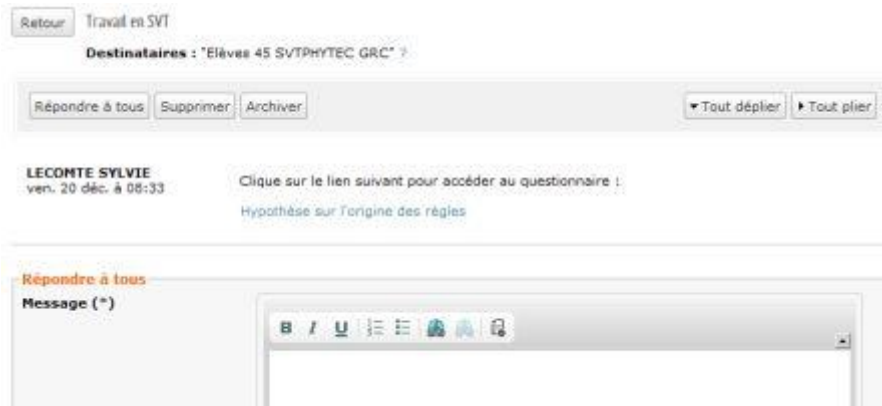 Retour Travail en SVT
Destinataires : "Elèves 45 SVTPHYTEC GRC" ?
Répondre à tous Supprimer Archiver Tout déplier Tout plier
LECOMTE SYLVIE
ven. 20 déc. à 08:33
Clique sur le lien suivant pour accéder au questionnaire :
Hypothèse sur l'origine des règles
Répondre à tous
Message (*)
B I U